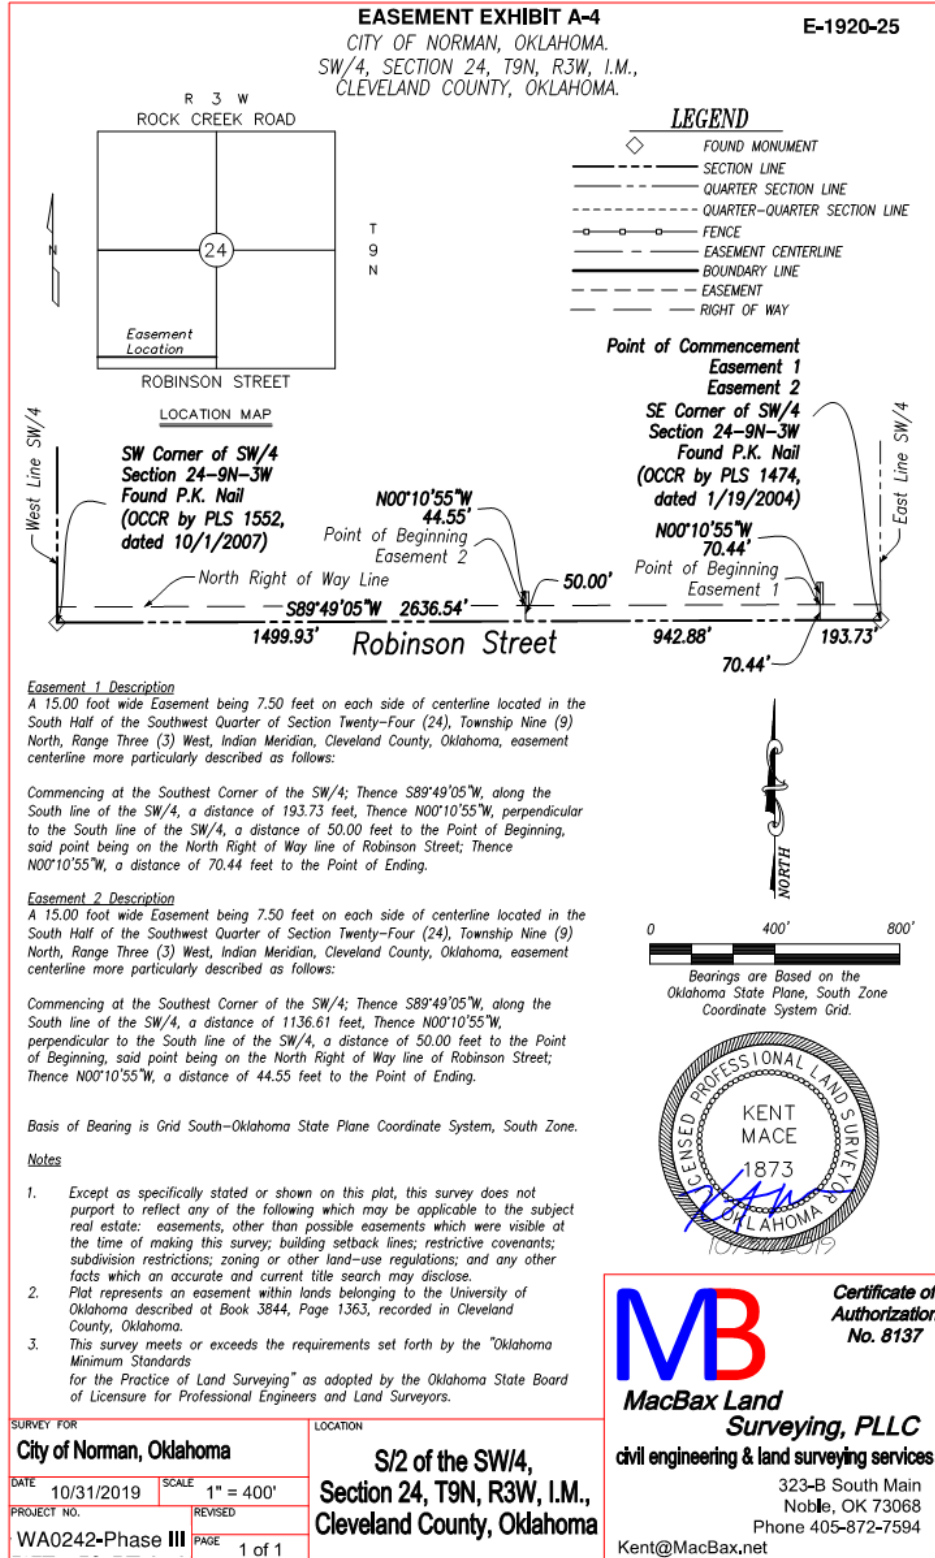 EASEMENT EXHIBIT A-4
E-1920-25
CITY OF NORMAN, OKLAHOMA.
SW/4, SECTION 24, T9N, R3W, I.M.,
CLEVELAND COUNTY, OKLAHOMA.
R 3 W
ROCK CREEK ROAD
N
24
T
9
N
Easement
Location
ROBINSON STREET
LOCATION MAP
LEGEND
FOUND MONUMENT
SECTION LINE
QUARTER SECTION LINE
QUARTER-QUARTER SECTION LINE
FENCE
EASEMENT CENTERLINE
BOUNDARY LINE
EASEMENT
RIGHT OF WAY
Point of Commencement
Easement 1
Easement 2
SE Corner of SW/4
Section 24-9N-3W
Found P.K. Nail
(OCCR by PLS 1474,
dated 1/19/2004)
West Line SW/4
SW Corner of SW/4
Section 24-9N-3W
Found P.K. Nail
(OCCR by PLS 1552,
dated 10/1/2007)
N00°10'55"W
44.55'
Point of Beginning
Easement 2
N00°10'55"W
70.44'
Point of Beginning
Easement 1
East Line SW/4
North Right of Way Line
50.00'
S89°49'05"W 2636.54'
1499.93'
Robinson Street
942.88'
193.73'
70.44'
Easement 1 Description
A 15.00 foot wide Easement being 7.50 feet on each side of centerline located in the
South Half of the Southwest Quarter of Section Twenty-Four (24), Township Nine (9)
North, Range Three (3) West, Indian Meridian, Cleveland County, Oklahoma, easement
centerline more particularly described as follows:
Commencing at the Southest Corner of the SW/4; Thence S89°49'05"W, along the
South line of the SW/4, a distance of 193.73 feet, Thence N00°10'55"W, perpendicular
to the South line of the SW/4, a distance of 50.00 feet to the Point of Beginning,
said point being on the North Right of Way line of Robinson Street; Thence
N00°10'55"W, a distance of 70.44 feet to the Point of Ending.
Easement 2 Description
A 15.00 foot wide Easement being 7.50 feet on each side of centerline located in the
South Half of the Southwest Quarter of Section Twenty-Four (24), Township Nine (9)
North, Range Three (3) West, Indian Meridian, Cleveland County, Oklahoma, easement
centerline more particularly described as follows:
Commencing at the Southest Corner of the SW/4; Thence S89°49'05"W, along the
South line of the SW/4, a distance of 1136.61 feet, Thence N00°10'55"W,
perpendicular to the South line of the SW/4, a distance of 50.00 feet to the Point
of Beginning, said point being on the North Right of Way line of Robinson Street;
Thence N00°10'55"W, a distance of 44.55 feet to the Point of Ending.
Basis of Bearing is Grid South-Oklahoma State Plane Coordinate System, South Zone.
NORTH
0 400' 800'
Bearings are Based on the
Oklahoma State Plane, South Zone
Coordinate System Grid.
LICENSED PROFESSIONAL LAND SURVEYOR
KENT
MACE
1873
OKLAHOMA
10/31/2019
Notes
1. Except as specifically stated or shown on this plat, this survey does not
purport to reflect any of the following which may be applicable to the subject
real estate: easements, other than possible easements which were visible at
the time of making this survey; building setback lines; restrictive covenants;
subdivision restrictions; zoning or other land-use regulations; and any other
facts which an accurate and current title search may disclose.
2. Plat represents an easement within lands belonging to the University of
Oklahoma described at Book 3844, Page 1363, recorded in Cleveland
County, Oklahoma.
3. This survey meets or exceeds the requirements set forth by the "Oklahoma
Minimum Standards
for the Practice of Land Surveying" as adopted by the Oklahoma State Board
of Licensure for Professional Engineers and Land Surveyors.
SURVEY FOR
City of Norman, Oklahoma
DATE 10/31/2019
SCALE 1" = 400'
PROJECT NO.
WA0242-Phase III
REVISED
PAGE 1 of 1
LOCATION
S/2 of the SW/4,
Section 24, T9N, R3W, I.M.,
Cleveland County, Oklahoma
MB
Certificate of
Authorization
No. 8137
MacBax Land
Surveying, PLLC
civil engineering & land surveying services
323-B South Main
Noble, OK 73068
Phone 405-872-7594
Kent@MacBax.net